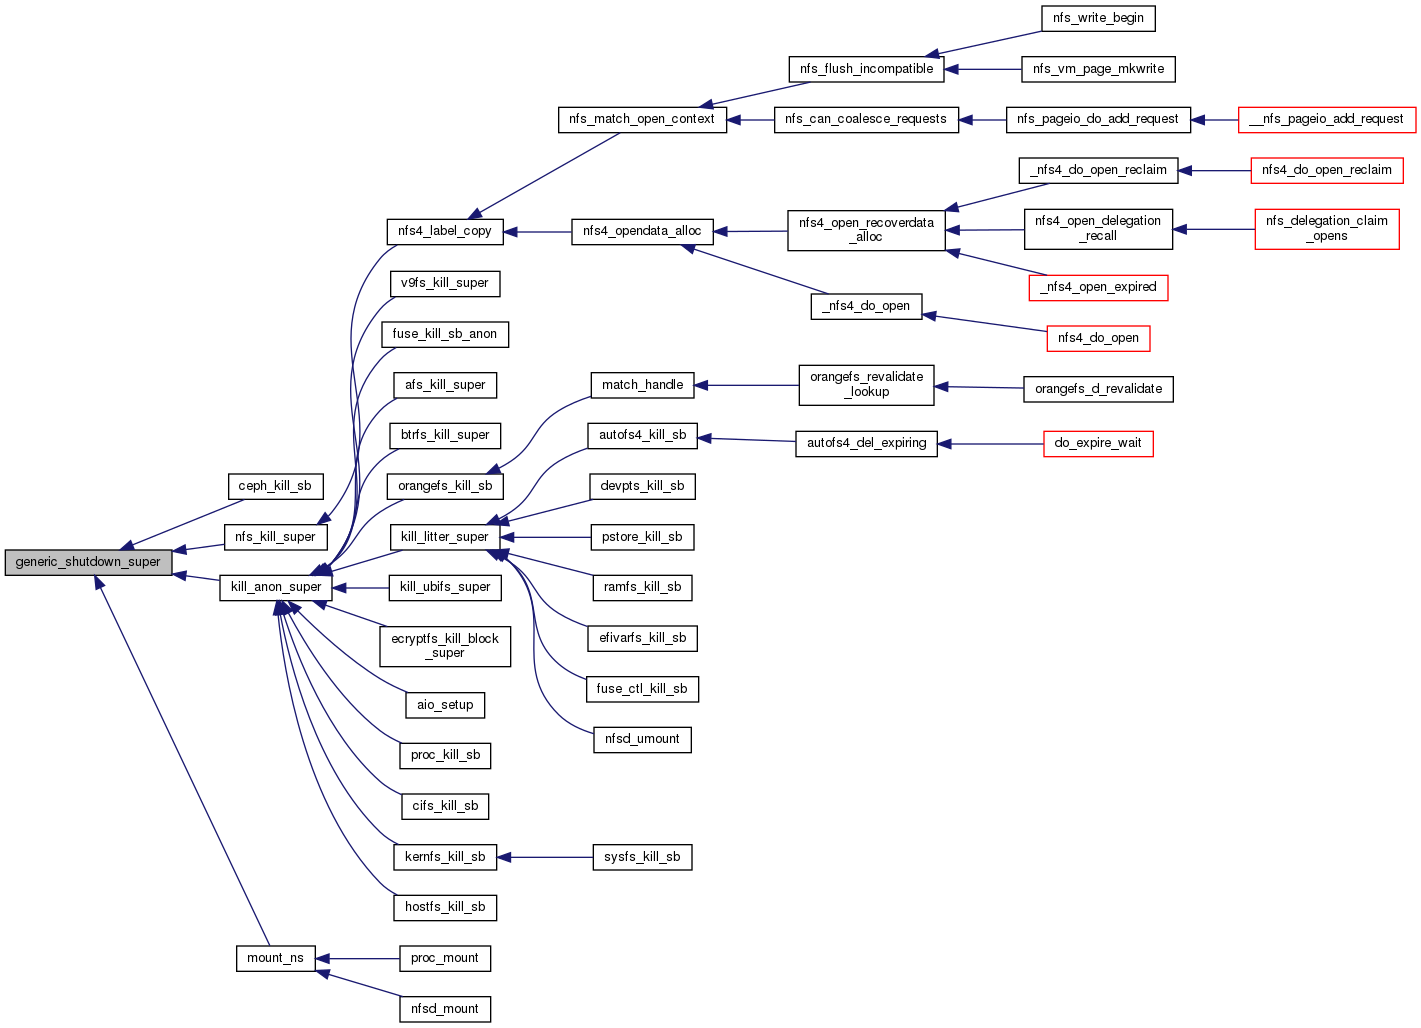 nfs_write_begin
nfs_flush_incompatible
nfs_vm_page_mkwrite
nfs_match_open_context
nfs_can_coalesce_requests
nfs_pageio_do_add_request
__nfs_pageio_add_request
_nfs4_do_open_reclaim
nfs4_do_open_reclaim
nfs4_label_copy
nfs4_opendata_alloc
nfs4_open_recoverdata
_alloc
nfs4_open_delegation
_recall
nfs_delegation_claim
_opens
v9fs_kill_super
_nfs4_open_expired
_nfs4_do_open
fuse_kill_sb_anon
nfs4_do_open
afs_kill_super
match_handle
orangefs_revalidate
_lookup
orangefs_d_revalidate
btrfs_kill_super
autofs4_kill_sb
autofs4_del_expiring
do_expire_wait
ceph_kill_sb
orangefs_kill_sb
devpts_kill_sb
nfs_kill_super
kill_litter_super
pstore_kill_sb
generic_shutdown_super
kill_anon_super
kill_ubifs_super
ramfs_kill_sb
ecryptfs_kill_block
_super
efivarfs_kill_sb
aio_setup
fuse_ctl_kill_sb
proc_kill_sb
nfsd_umount
cifs_kill_sb
kernfs_kill_sb
sysfs_kill_sb
hostfs_kill_sb
mount_ns
proc_mount
nfsd_mount